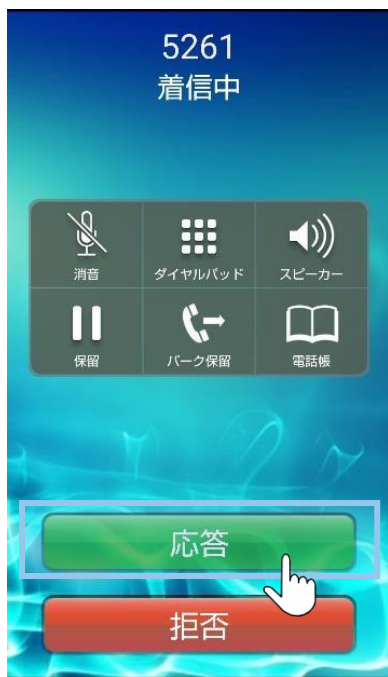 5261
着信中
消音
ダイヤルパッド
スピーカー
保留
パーク保留
電話帳
応答
拒否